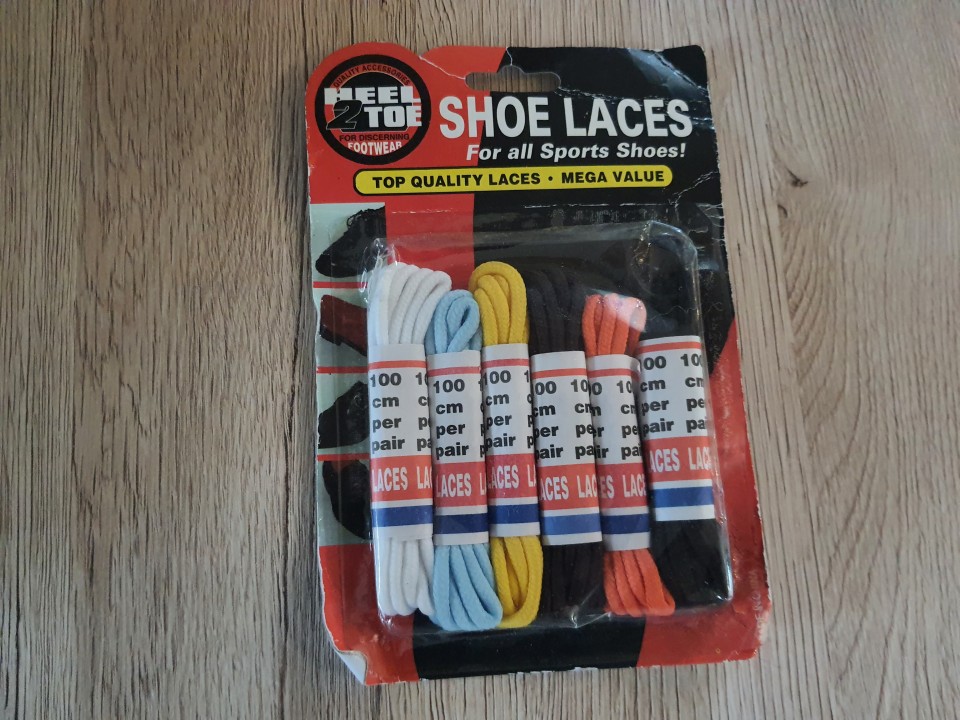 QUALITY ACCESSORIES
HEEL
2 TOE
FOR DISCERNING
FOOTWEAR
SHOE LACES
For all Sports Shoes!
TOP QUALITY LACES • MEGA VALUE
100
cm
per
pair
LACES
100
cm
per
pair
LACES
100
cm
per
pair
LACES
100
cm
per
pair
LACES
100
cm
per
pair
LACES
100
cm
per
pair
LACES